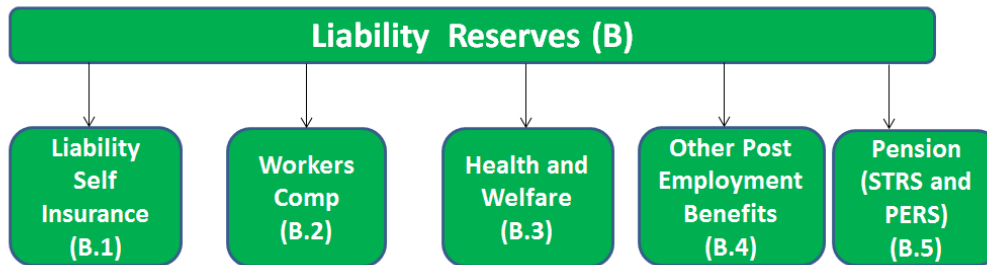 Liability Reserves (B)
Liability
Self
Insurance
(B.1)
Workers
Comp
(B.2)
Health and
Welfare
(B.3)
Other Post
Employment
Benefits
(B.4)
Pension
(STRS and
PERS)
(B.5)